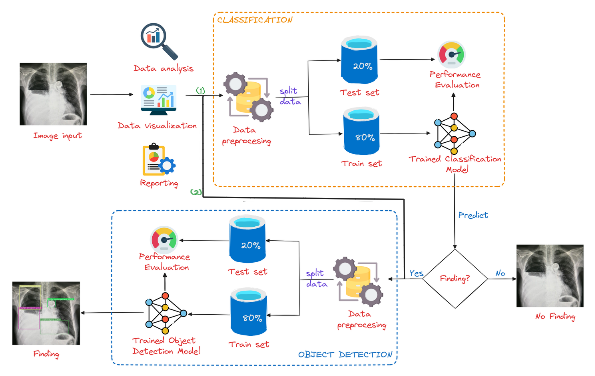 CLASSIFICATION
Data analysis
Image input
Data Visualization
Reporting
(1)
(2)
Data
preprocesing
split
data
20%
Test set
80%
Train set
Performance
Evaluation
Trained Classification
Model
Predict
Finding?
Yes
No
No Finding
Data
preprocesing
split
data
20%
Test set
80%
Train set
Performance
Evaluation
Trained Object
Detection Model
Finding
OBJECT DETECTION